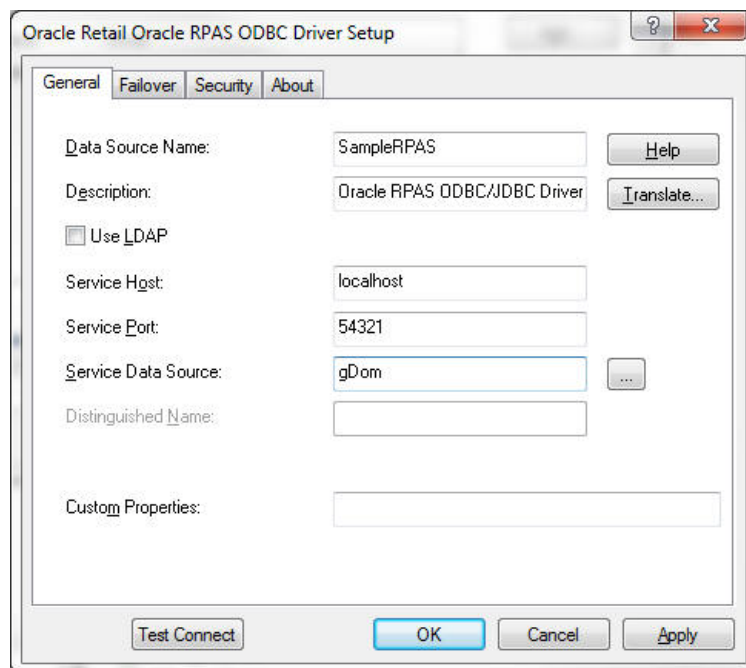 Oracle Retail Oracle RPAS ODBC Driver Setup
General Failover Security About
Data Source Name: SampleRPAS Help
Description: Oracle RPAS ODBC/JDBC Driver Translate...
Use LDAP
Service Host: localhost
Service Port: 54321
Service Data Source: gDom ...
Distinguished Name:
Custom Properties:
Test Connect OK Cancel Apply